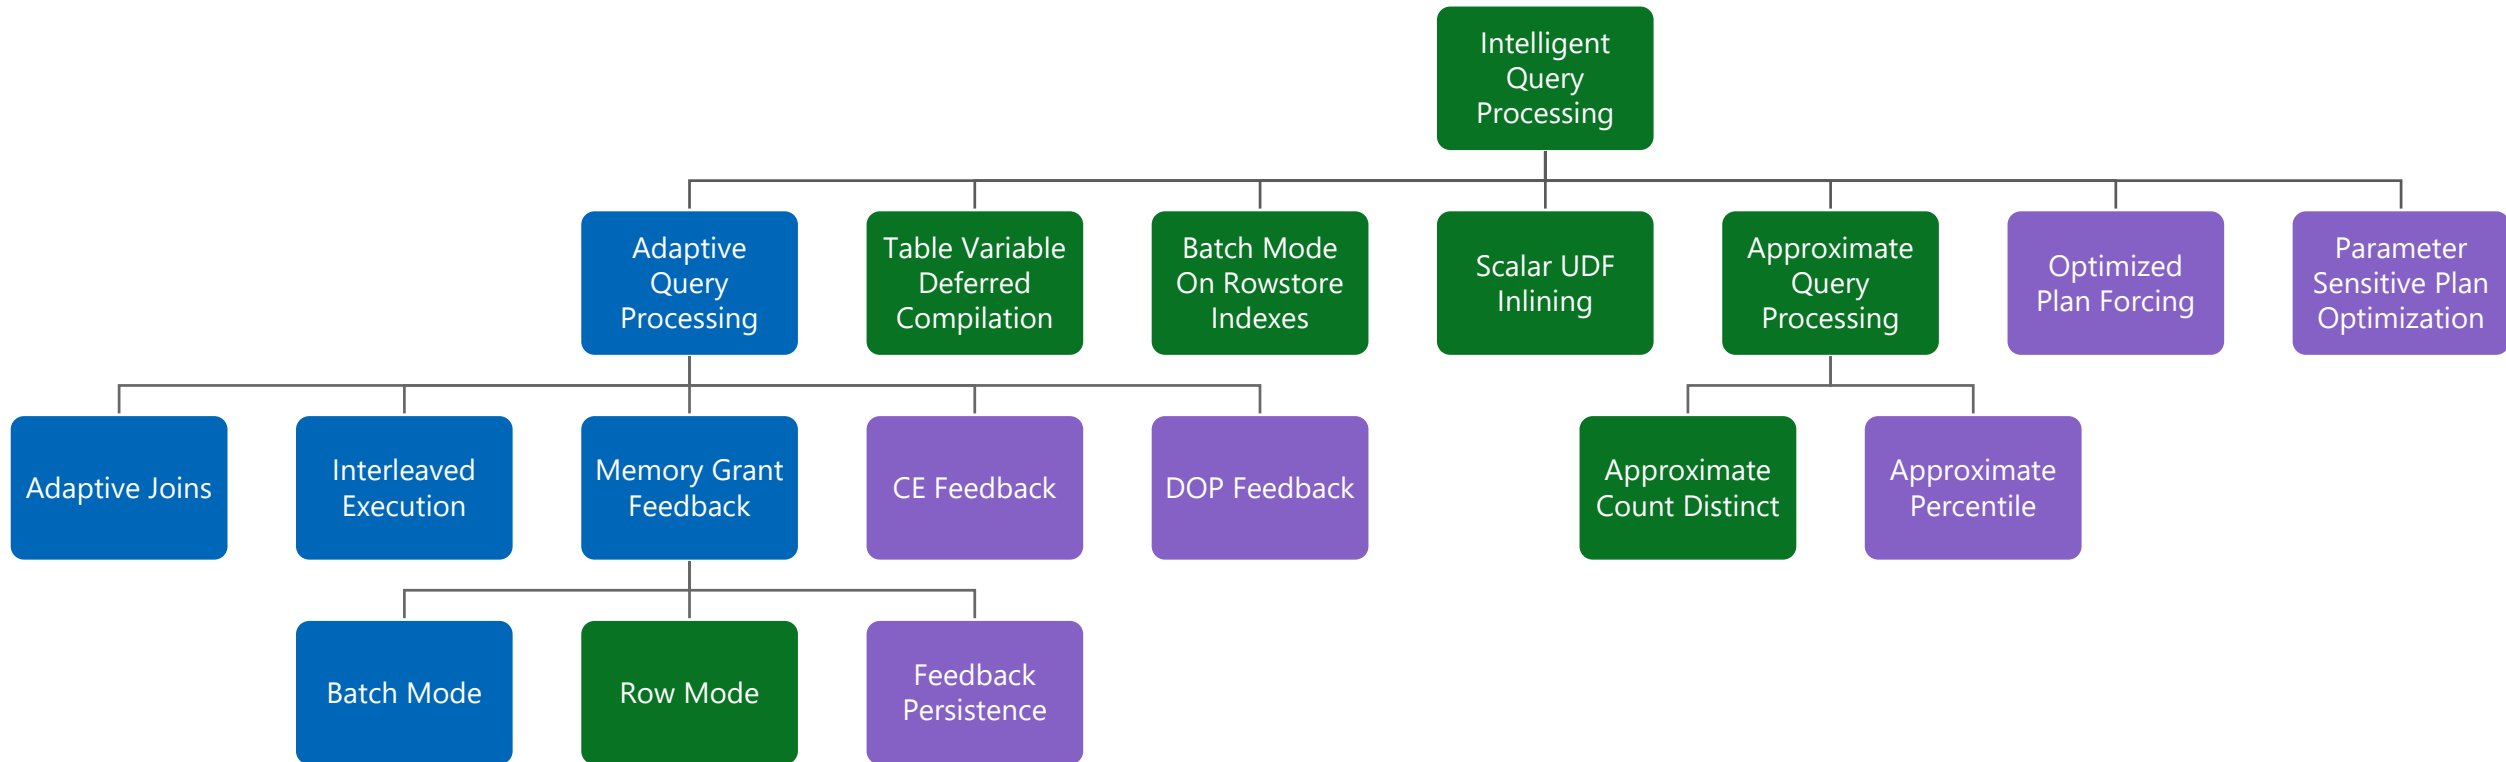 Intelligent
Query
Processing
Adaptive
Query
Processing
Table Variable
Deferred
Compilation
Batch Mode
On Rowstore
Indexes
Scalar UDF
Inlining
Approximate
Query
Processing
Optimized
Plan Forcing
Parameter
Sensitive Plan
Optimization
Adaptive Joins
Interleaved
Execution
Memory Grant
Feedback
CE Feedback
DOP Feedback
Approximate
Count Distinct
Approximate
Percentile
Batch Mode
Row Mode
Feedback
Persistence